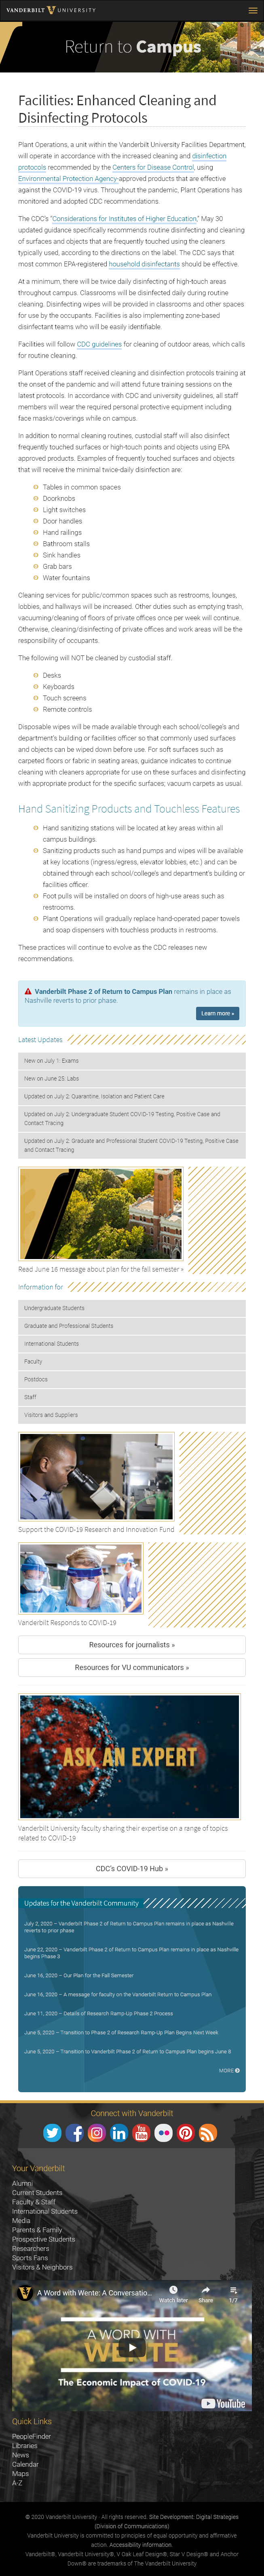 VANDERBILT V UNIVERSITY
Return to Campus
Facilities: Enhanced Cleaning and
Disinfecting Protocols
Plant Operations, a unit within the Vanderbilt University Facilities Department,
will operate in accordance with the increased cleaning and disinfection
protocols recommended by the Centers for Disease Control, using
Environmental Protection Agency-approved products that are effective
against the COVID-19 virus. Throughout the pandemic, Plant Operations has
monitored and adopted CDC recommendations.
The CDC's "Considerations for Institutes of Higher Education," May 30
updated guidance specifically recommends routine disinfecting and cleaning
of surfaces and objects that are frequently touched using the surfaces
appropriately, according to the directions on the label. The CDC says that
most common EPA-registered household disinfectants should be effective.
At a minimum, there will be twice daily disinfecting of high-touch areas
throughout campus. Classrooms will be disinfected daily during routine
cleaning. Disinfecting wipes will be provided in classrooms and other spaces
for use by the occupants. Facilities is also implementing zone-based
disinfectant teams who will be easily identifiable.
Facilities will follow CDC guidelines for cleaning of outdoor areas, which calls
for routine cleaning.
Plant Operations staff received cleaning and disinfection protocols training at
the onset of the pandemic and will attend future training sessions on the
latest protocols. In accordance with CDC and university guidelines, all staff
members will wear the required personal protective equipment including
face masks/coverings while on campus.
In addition to normal cleaning routines, custodial staff will also disinfect
frequently touched surfaces or high-touch points and objects using EPA
approved products. Examples of frequently touched surfaces and objects
that will receive the minimal twice-daily disinfection are:
Tables in common spaces
Doorknobs
Light switches
Door handles
Hand railings
Bathroom stalls
Sink handles
Grab bars
Water fountains
Cleaning services for public/common spaces such as restrooms, lounges,
lobbies, and hallways will be increased. Other duties such as emptying trash,
vacuuming/cleaning of floors of private offices once per week will continue.
Otherwise, cleaning/disinfecting of private offices and work areas will be the
responsibility of occupants.
The following will NOT be cleaned by custodial staff:
Desks
Keyboards
Touch screens
Remote controls
Disposable wipes will be made available through each school/college's and
department's building or facilities officer so that commonly used surfaces
and objects can be wiped down before use. For soft surfaces such as
carpeted floors or fabric in seating areas, guidance indicates to continue
cleaning with cleaners appropriate for use on these surfaces and disinfecting
with appropriate product for the specific surfaces; vacuum carpets as usual.
Hand Sanitizing Products and Touchless Features
Hand sanitizing stations will be located at key areas within all
campus buildings.
Sanitizing products such as hand pumps and wipes will be available
at key locations (ingress/egress, elevator lobbies, etc.) and can be
obtained through each school/college's and department's building or
facilities officer.
Foot pulls will be installed on doors of high-use areas such as
restrooms.
Plant Operations will gradually replace hand-operated paper towels
and soap dispensers with touchless products in restrooms.
These practices will continue to evolve as the CDC releases new
recommendations.
Vanderbilt Phase 2 of Return to Campus Plan remains in place as
Nashville reverts to prior phase.
Learn more »
Latest Updates
New on July 1: Exams
New on June 25: Labs
Updated on July 2: Quarantine, Isolation and Patient Care
Updated on July 2: Undergraduate Student COVID-19 Testing, Positive Case and
Contact Tracing
Updated on July 2: Graduate and Professional Student COVID-19 Testing, Positive Case
and Contact Tracing
Read June 16 message about plan for the fall semester »
Information for
Undergraduate Students
Graduate and Professional Students
International Students
Faculty
Postdocs
Staff
Visitors and Suppliers
Support the COVID-19 Research and Innovation Fund
Vanderbilt Responds to COVID-19
Resources for journalists »
Resources for VU communicators »
ASK AN EXPERT
Vanderbilt University faculty sharing their expertise on a range of topics
related to COVID-19
CDC's COVID-19 Hub »
Updates for the Vanderbilt Community
July 2, 2020 – Vanderbilt Phase 2 of Return to Campus Plan remains in place as Nashville
reverts to prior phase
June 22, 2020 – Vanderbilt Phase 2 of Return to Campus Plan remains in place as Nashville
begins Phase 3
June 16, 2020 – Our Plan for the Fall Semester
June 16, 2020 – A message for faculty on the Vanderbilt Return to Campus Plan
June 11, 2020 – Details of Research Ramp-Up Phase 2 Process
June 5, 2020 – Transition to Phase 2 of Research Ramp-Up Plan Begins Next Week
June 5, 2020 – Transition to Vanderbilt Phase 2 of Return to Campus Plan begins June 8
MORE
Connect with Vanderbilt
You Tube
Your Vanderbilt
Alumni
Current Students
Faculty & Staff
International Students
Media
Parents & Family
Prospective Students
Researchers
Sports Fans
Visitors & Neighbors
A Word with Wente: A Conversatio...
Watch later
Share
1/7
A WORD WITH
WENTE
The Economic Impact of COVID-19
YouTube
Quick Links
PeopleFinder
Libraries
News
Calendar
Maps
A-Z
© 2020 Vanderbilt University · All rights reserved. Site Development: Digital Strategies
(Division of Communications)
Vanderbilt University is committed to principles of equal opportunity and affirmative
action. Accessibility information.
Vanderbilt®, Vanderbilt University®, V Oak Leaf Design®, Star V Design® and Anchor
Down® are trademarks of The Vanderbilt University